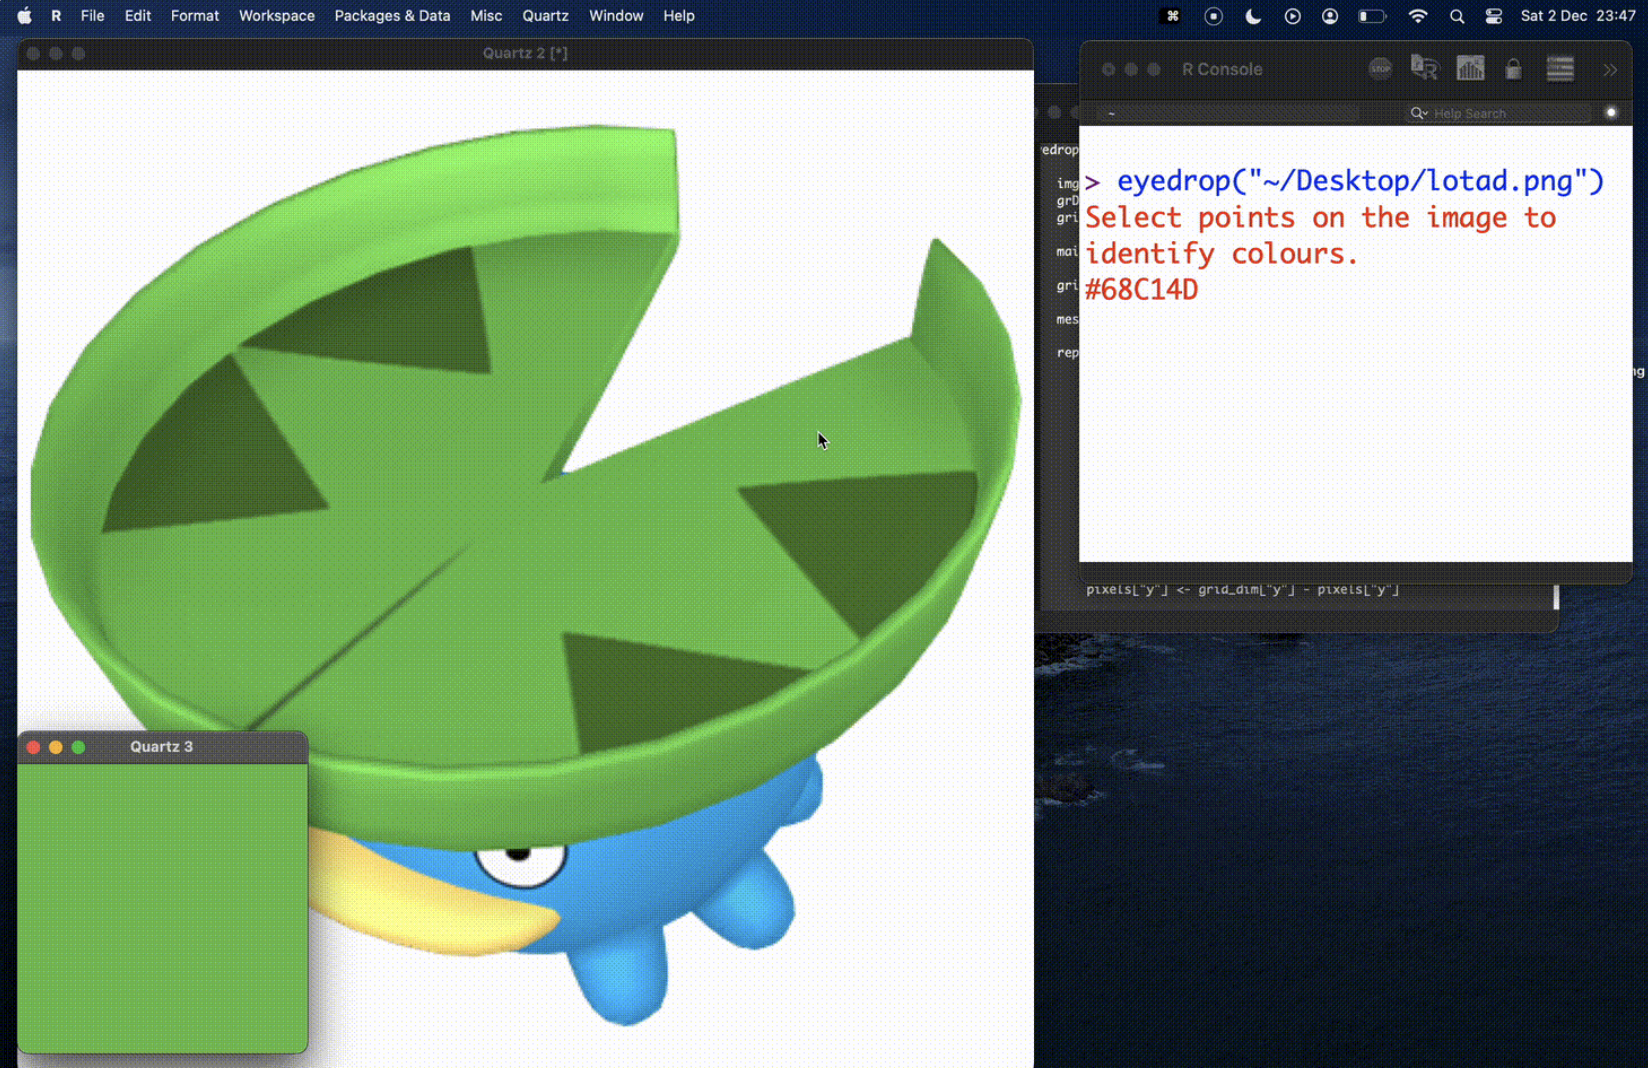 R File Edit Format Workspace Packages & Data Misc Quartz Window Help
Sat 2 Dec 23:47
Quartz 2 [*]
R Console
STOP
R
~
Help Search
> eyedrop("~/Desktop/lotad.png")
Select points on the image to
identify colours.
#68C14D
edrop
img
grD
gri
mai
gri
mes
rep
ng
pixels["y"] <- grid_dim["y"] - pixels["y"]
Quartz 3